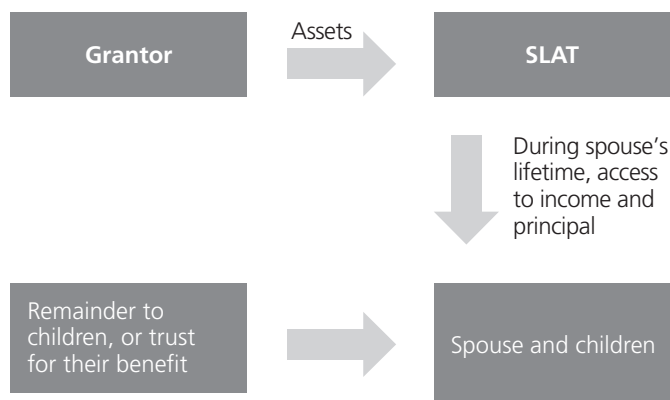 Grantor
Assets
SLAT
During spouse's
lifetime, access
to income and
principal
Remainder to
children, or trust
for their benefit
Spouse and children